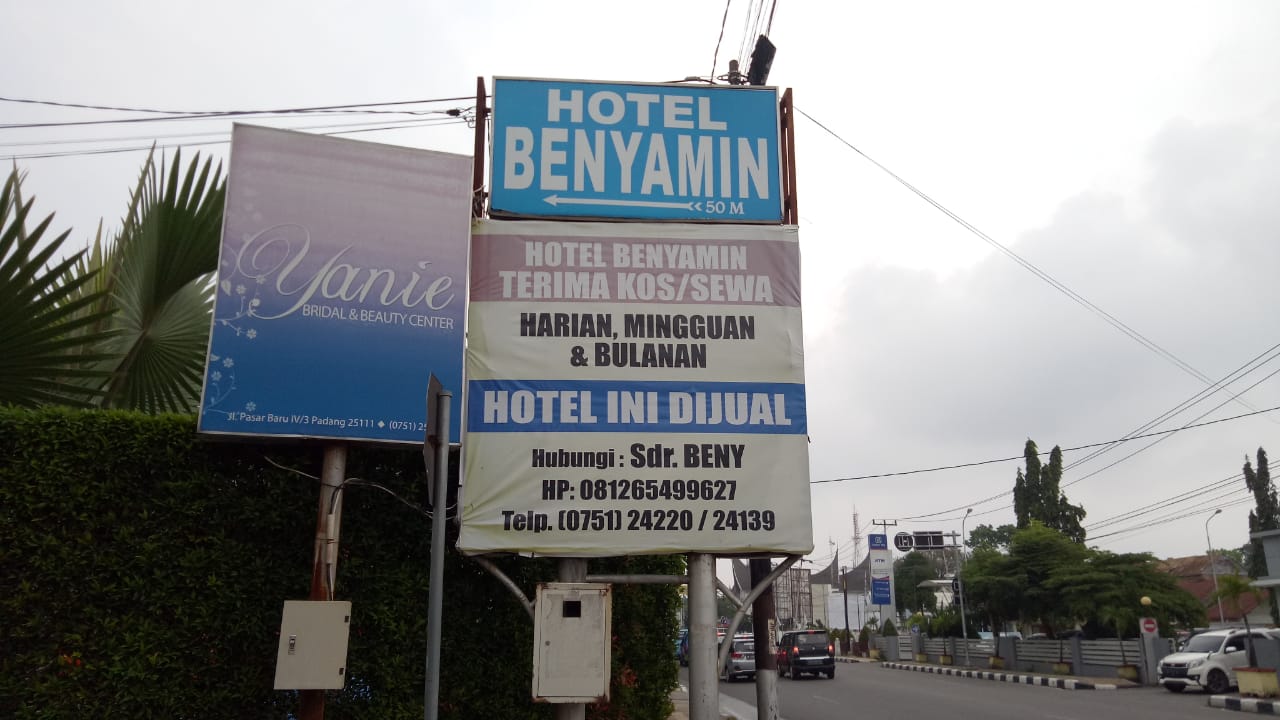 HOTEL
BENYAMIN
50 M
HOTEL BENYAMIN
TERIMA KOS/SEWA
HARIAN, MINGGUAN
& BULANAN
HOTEL INI DIJUAL
Hubungi : Sdr. BENY
HP: 081265499627
Telp. (0751) 24220 / 24139
Yanie
BRIDAL & BEAUTY CENTER
Jl. Pasar Baru IV/3 Padang 25111 ◆ (0751)